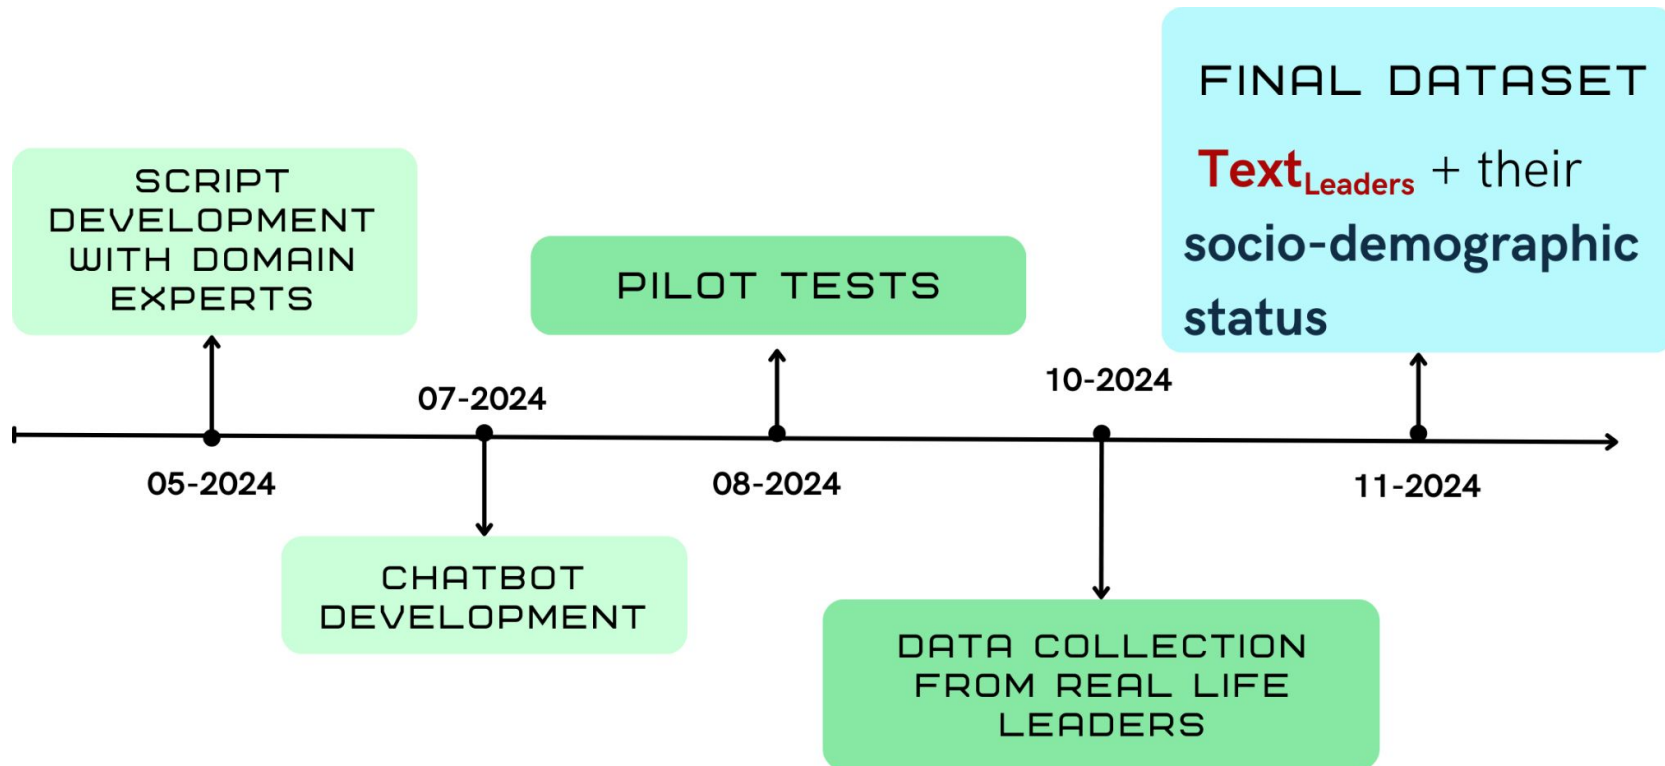 SCRIPT
DEVELOPMENT
WITH DOMAIN
EXPERTS
05-2024
07-2024
CHATBOT
DEVELOPMENT
PILOT TESTS
08-2024
10-2024
DATA COLLECTION
FROM REAL LIFE
LEADERS
FINAL DATASET
TextLeaders + their
socio-demographic
status
11-2024